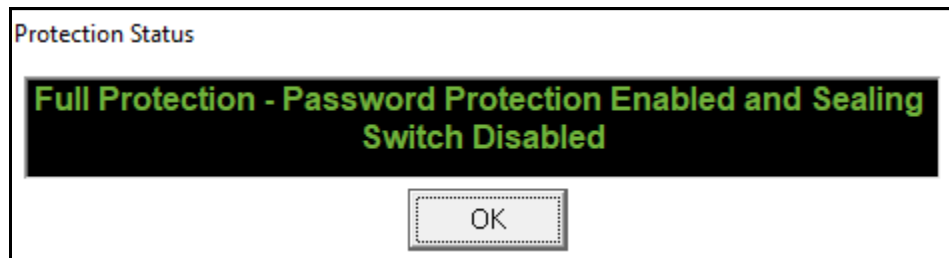 Protection Status
Full Protection - Password Protection Enabled and Sealing
Switch Disabled
OK